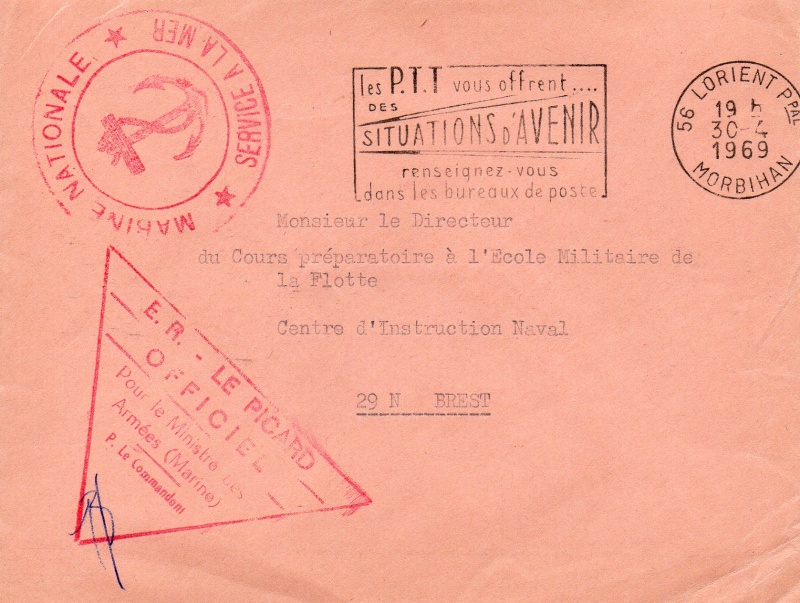 MARINE NATIONALE
SERVICE A LA MER
les P.T.T vous offrent....
DES
SITUATIONS D'AVENIR
renseignez-vous
dans les bureaux de poste
56 LORIENT PPAL
19 h
30-4
1969
MORBIHAN
Monsieur le Directeur
du Cours préparatoire à l'Ecole Militaire de
la Flotte
Centre d'Instruction Naval
29 N BREST
E. R. - LE PICARD
OFFICIEL
Pour le Ministre des
Armées (Marine)
P. Le Commandant